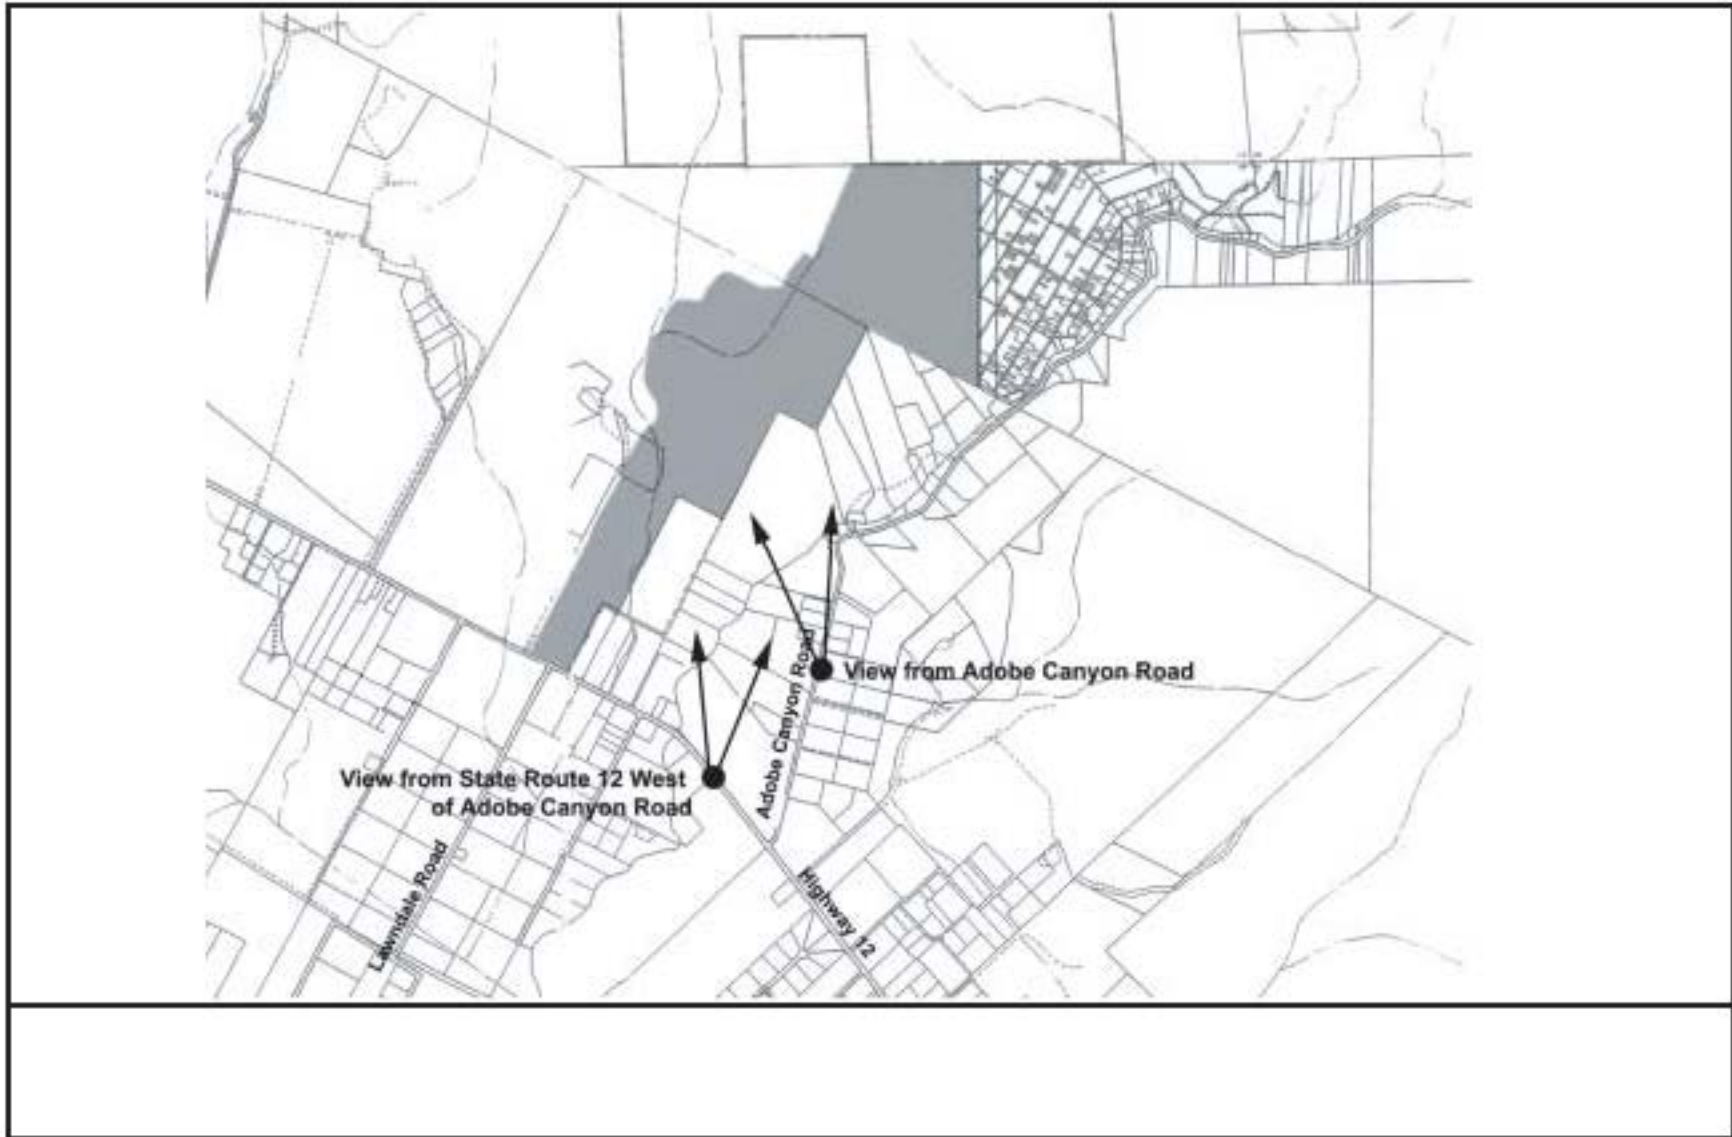 View from Adobe Canyon Road
Adobe Canyon Road
View from State Route 12 West
of Adobe Canyon Road
Lawndale Road
Highway 12